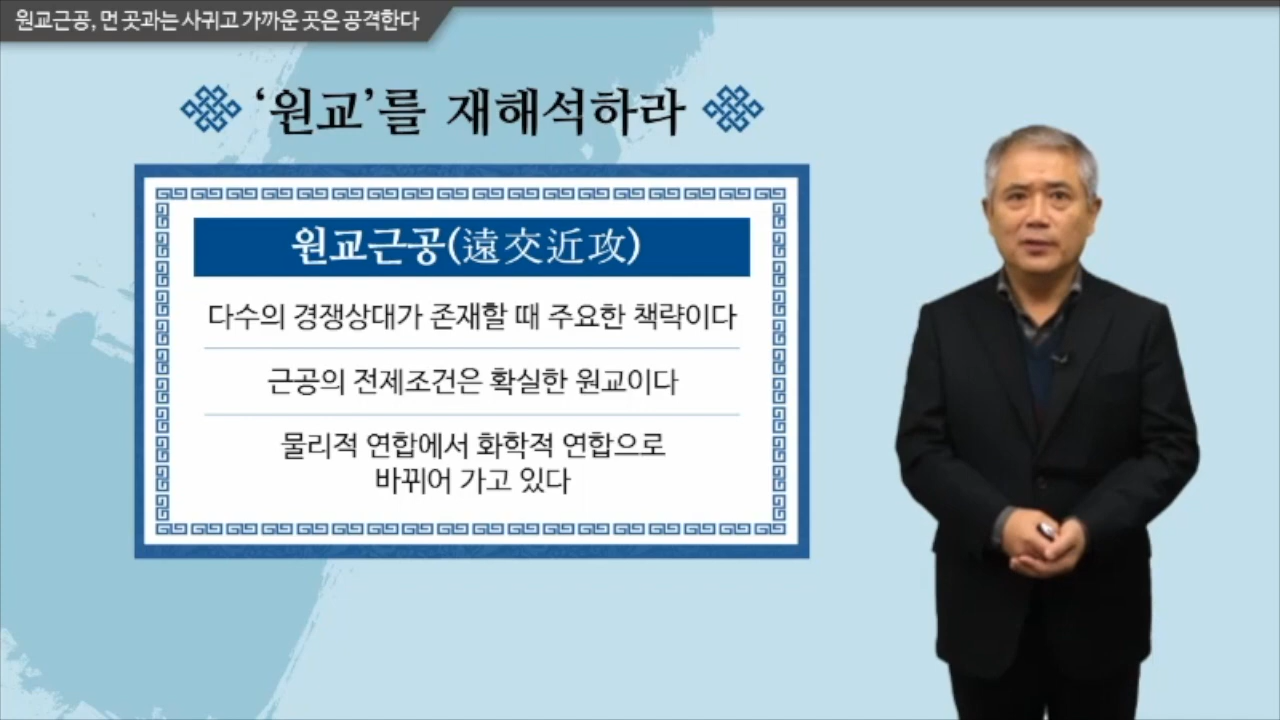 원교근공, 먼 곳과는 사귀고 가까운 곳은 공격한다
‘원교’를 재해석하라
원교근공(遠交近攻)
다수의 경쟁상대가 존재할 때 주요한 책략이다
근공의 전제조건은 확실한 원교이다
물리적 연합에서 화학적 연합으로
바뀌어 가고 있다